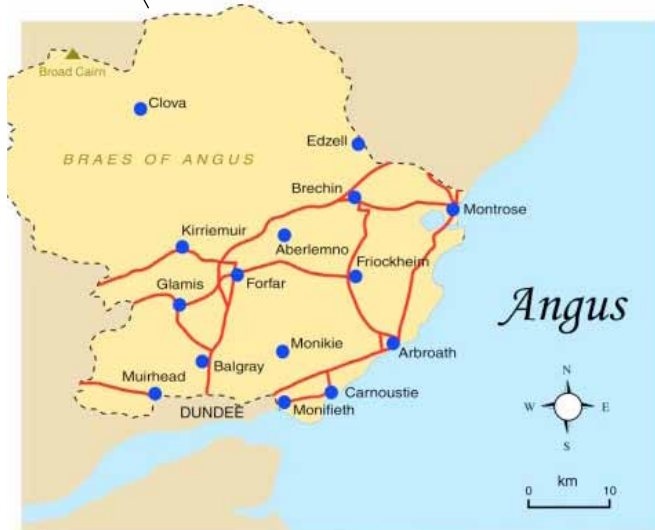 Broad Cairn
Clova
Edzell
BRAES OF ANGUS
Brechin
Montrose
Kirriemuir
Aberlemno
Friockheim
Glamis
Forfar
Angus
Monikie
Arbroath
Balgray
Muirhead
Carnoustie
DUNDEE
Monifieth
N
W
E
S
km
0
10